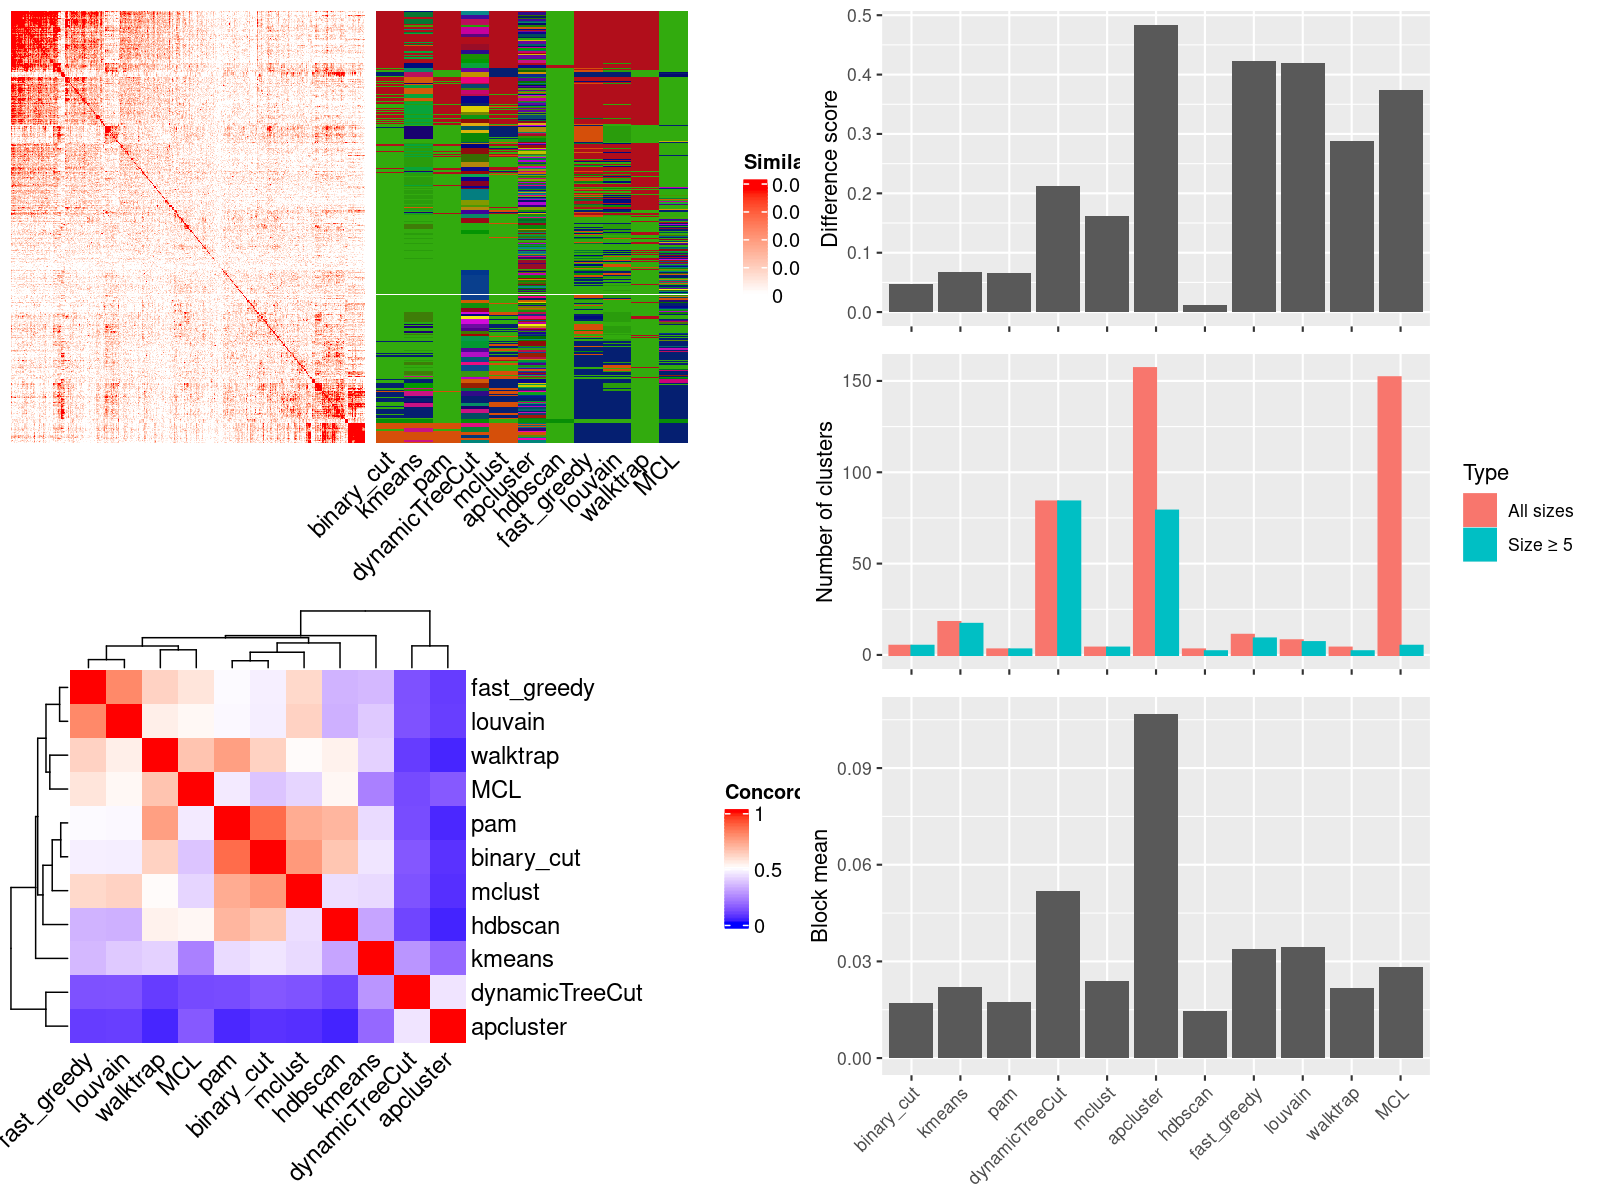 Simila
0.0
0.0
0.0
0.0
0
binary_cut
kmeans
pam
dynamicTreeCut
mclust
apcluster
hdbscan
fast_greedy
louvain
walktrap
MCL
fast_greedy
louvain
walktrap
MCL
pam
binary_cut
mclust
hdbscan
kmeans
dynamicTreeCut
apcluster
fast_greedy
louvain
walktrap
MCL
pam
binary_cut
mclust
hdbscan
kmeans
dynamicTreeCut
apcluster
Concord
1
0.5
0
Difference score
0.5
0.4
0.3
0.2
0.1
0.0
Number of clusters
150
100
50
0
Type
All sizes
Size ≥ 5
Block mean
0.09
0.06
0.03
0.00
binary_cut
kmeans
pam
dynamicTreeCut
mclust
apcluster
hdbscan
fast_greedy
louvain
walktrap
MCL